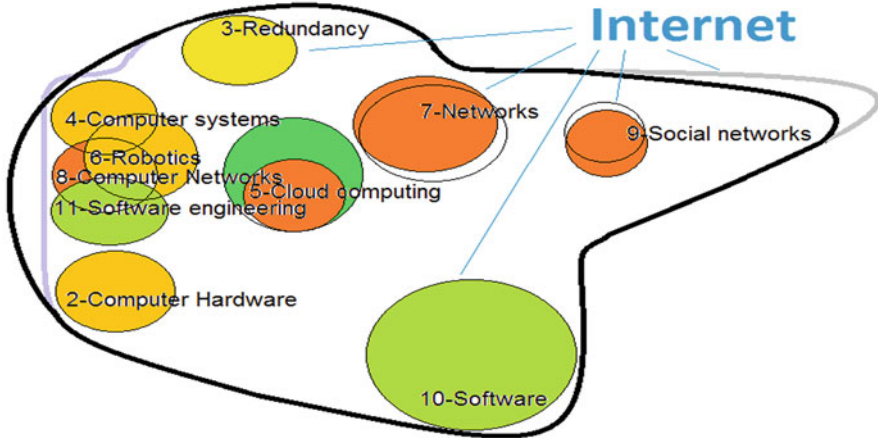 3-Redundancy
Internet
4-Computer systems
7-Networks
9-Social networks
6-Robotics
8-Computer Networks
5-Cloud computing
11-Software engineering
2-Computer Hardware
10-Software